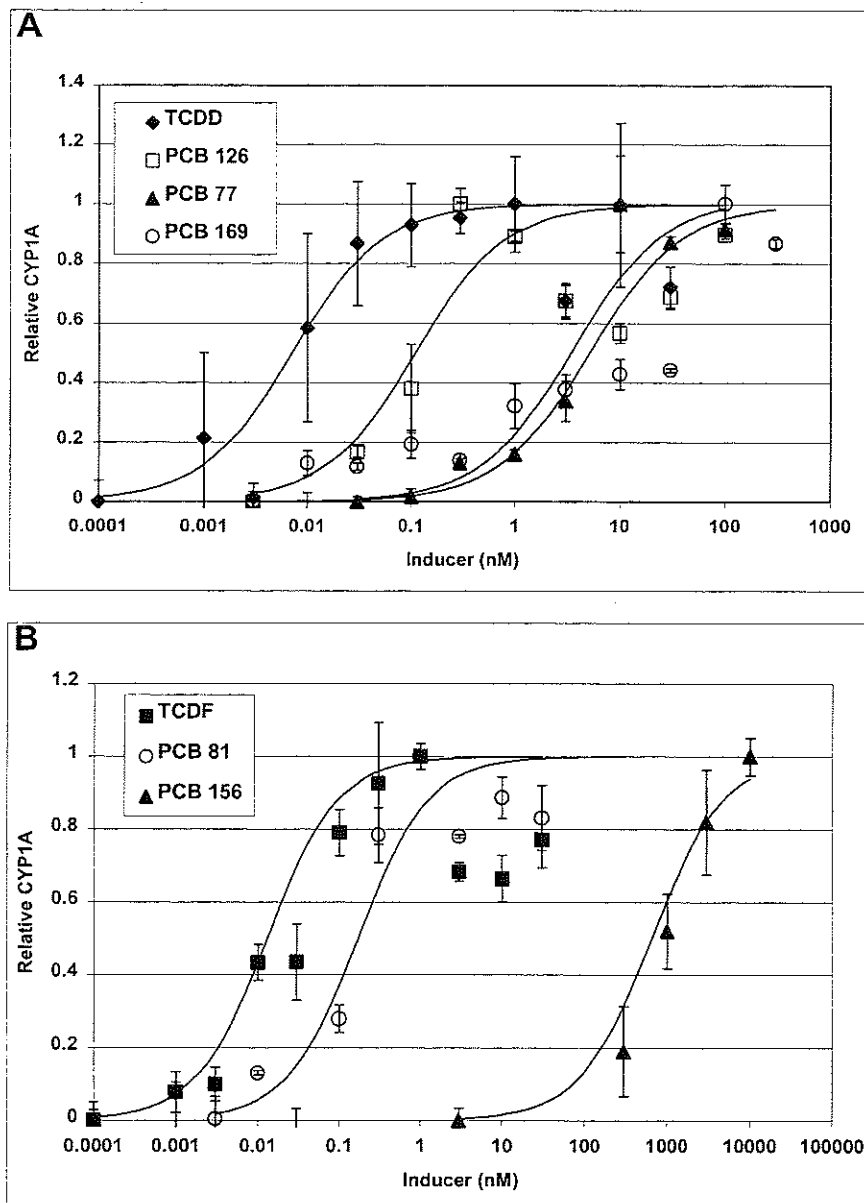 A
1.4
1.2
1
0.8
0.6
0.4
0.2
0
Relative CYP1A
TCDD
PCB 126
PCB 77
PCB 169
0.0001 0.001 0.01 0.1 1 10 100 1000
Inducer (nM)
B
1.2
1
0.8
0.6
0.4
0.2
0
Relative CYP1A
TCDF
PCB 81
PCB 156
0.0001 0.001 0.01 0.1 1 10 100 1000 10000 100000
Inducer (nM)